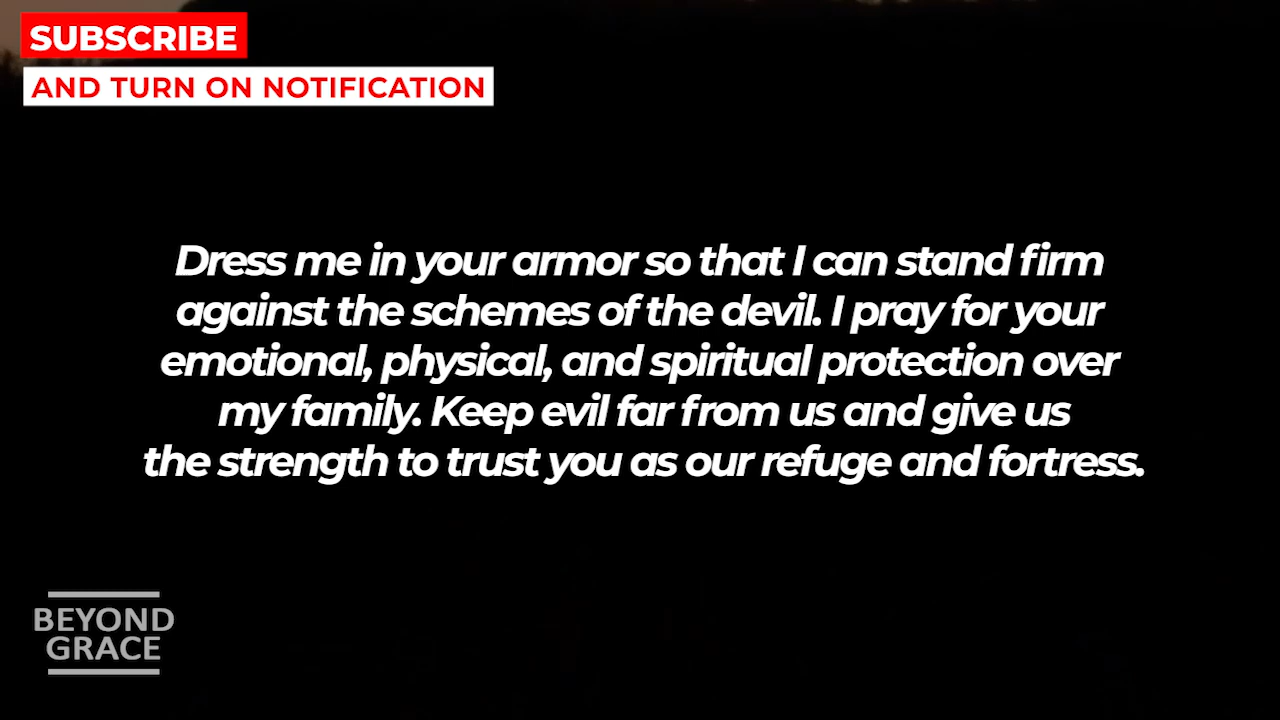 SUBSCRIBE
AND TURN ON NOTIFICATION
Dress me in your armor so that I can stand firm
against the schemes of the devil. I pray for your
emotional, physical, and spiritual protection over
my family. Keep evil far from us and give us
the strength to trust you as our refuge and fortress.
BEYOND
GRACE